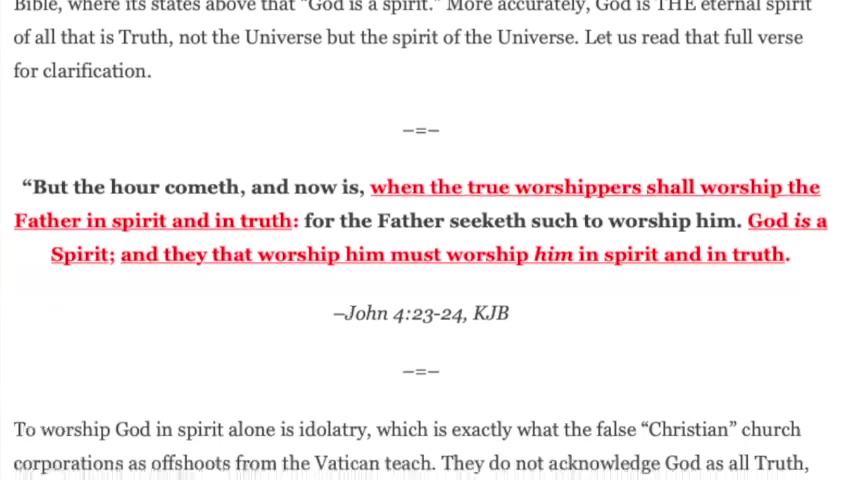 Bible, where its states above that “God is a spirit.” More accurately, God is THE eternal spirit
of all that is Truth, not the Universe but the spirit of the Universe. Let us read that full verse
for clarification.
–=–
“But the hour cometh, and now is, when the true worshippers shall worship the
Father in spirit and in truth: for the Father seeketh such to worship him. God is a
Spirit; and they that worship him must worship him in spirit and in truth.
–John 4:23-24, KJB
–=–
To worship God in spirit alone is idolatry, which is exactly what the false “Christian” church
corporations as offshoots from the Vatican teach. They do not acknowledge God as all Truth,